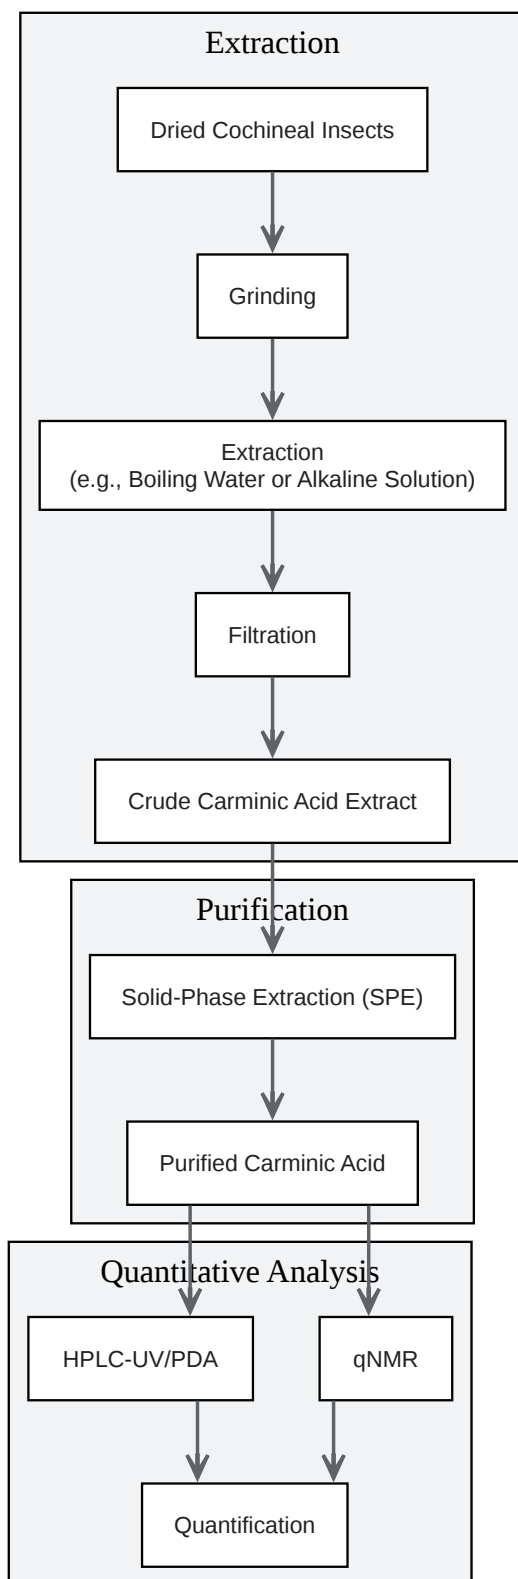 Extraction
Dried Cochineal Insects
Grinding
Extraction
(e.g., Boiling Water or Alkaline Solution)
Filtration
Crude Carminic Acid Extract
Purification
Solid-Phase Extraction (SPE)
Purified Carminic Acid
Quantitative Analysis
HPLC-UV/PDA
qNMR
Quantification